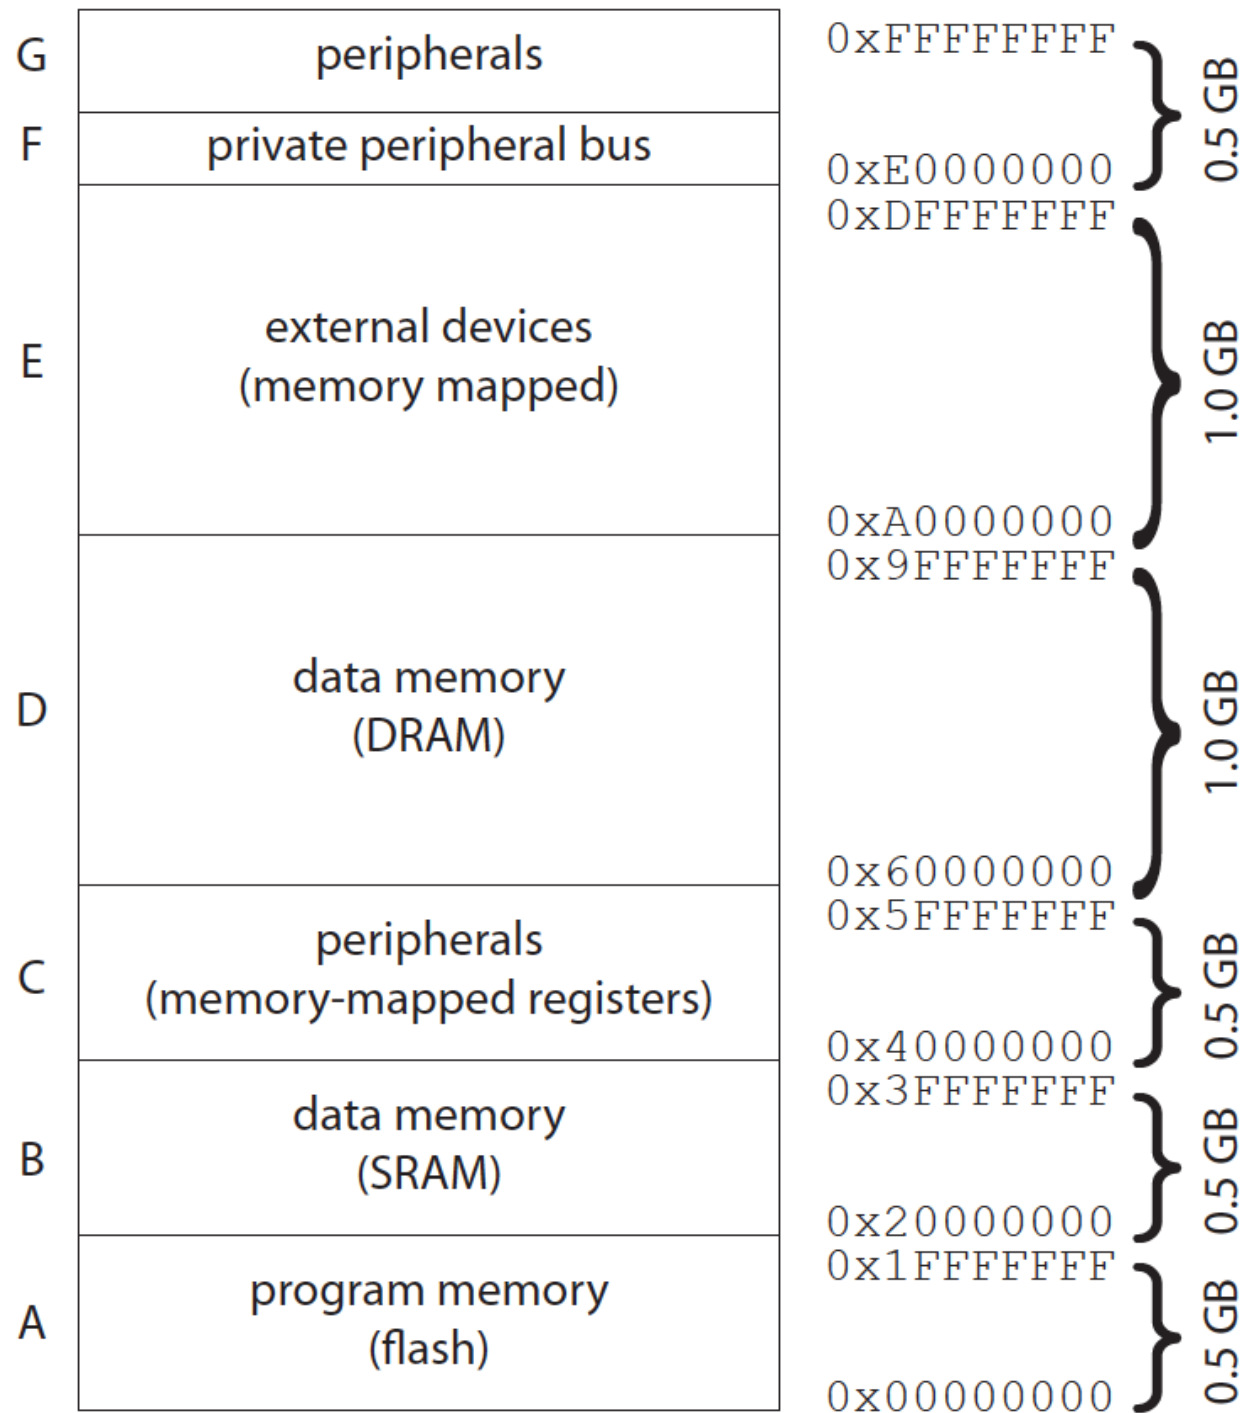 G
peripherals
0xFFFFFFFF
0.5 GB
F
private peripheral bus
0xE0000000
0xDFFFFFFF
E
external devices
(memory mapped)
1.0 GB
0xA0000000
0x9FFFFFFF
D
data memory
(DRAM)
1.0 GB
0x60000000
0x5FFFFFFF
C
peripherals
(memory-mapped registers)
0.5 GB
0x40000000
0x3FFFFFFF
B
data memory
(SRAM)
0.5 GB
0x20000000
0x1FFFFFFF
A
program memory
(flash)
0.5 GB
0x00000000